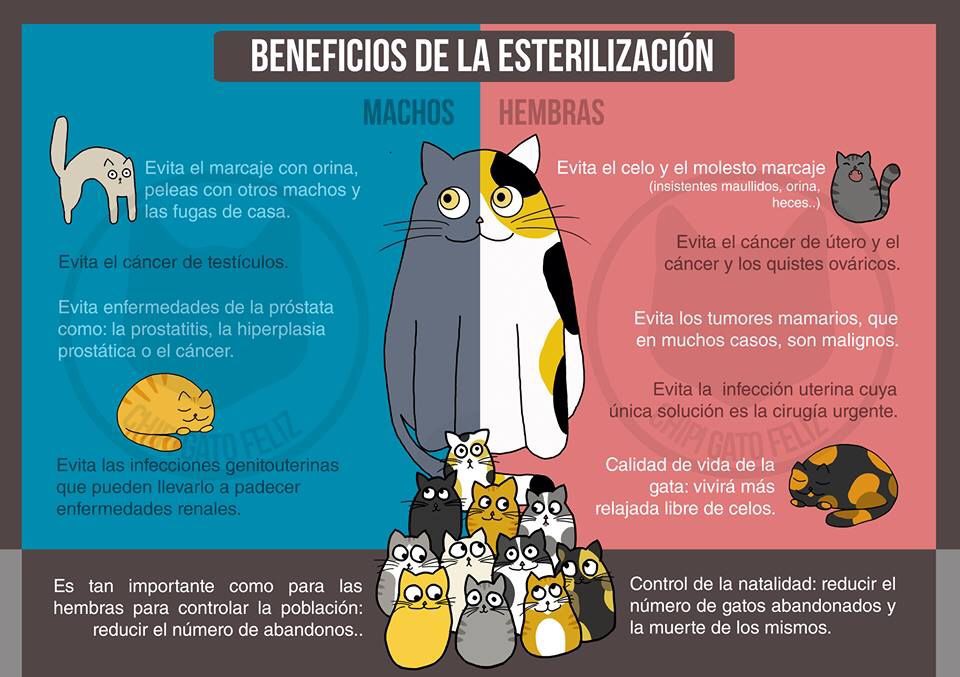 BENEFICIOS DE LA ESTERILIZACIÓN
MACHOS
Evita el marcaje con orina,
peleas con otros machos y
las fugas de casa.
Evita el cáncer de testículos.
Evita enfermedades de la próstata
como: la prostatitis, la hiperplasia
prostática o el cáncer.
Evita las infecciones genitouterinas
que pueden llevarlo a padecer
enfermedades renales.
Es tan importante como para las
hembras para controlar la población:
reducir el número de abandonos..
HEMBRAS
Evita el celo y el molesto marcaje
(insistentes maullidos, orina,
heces..)
Evita el cáncer de útero y el
cáncer y los quistes ováricos.
Evita los tumores mamarios, que
en muchos casos, son malignos.
Evita la infección uterina cuya
única solución es la cirugía urgente.
Calidad de vida de la
gata: vivirá más
relajada libre de celos.
Control de la natalidad: reducir el
número de gatos abandonados y
la muerte de los mismos.
CHIPI GATO FELIZ
CHIPI GATO FELIZ